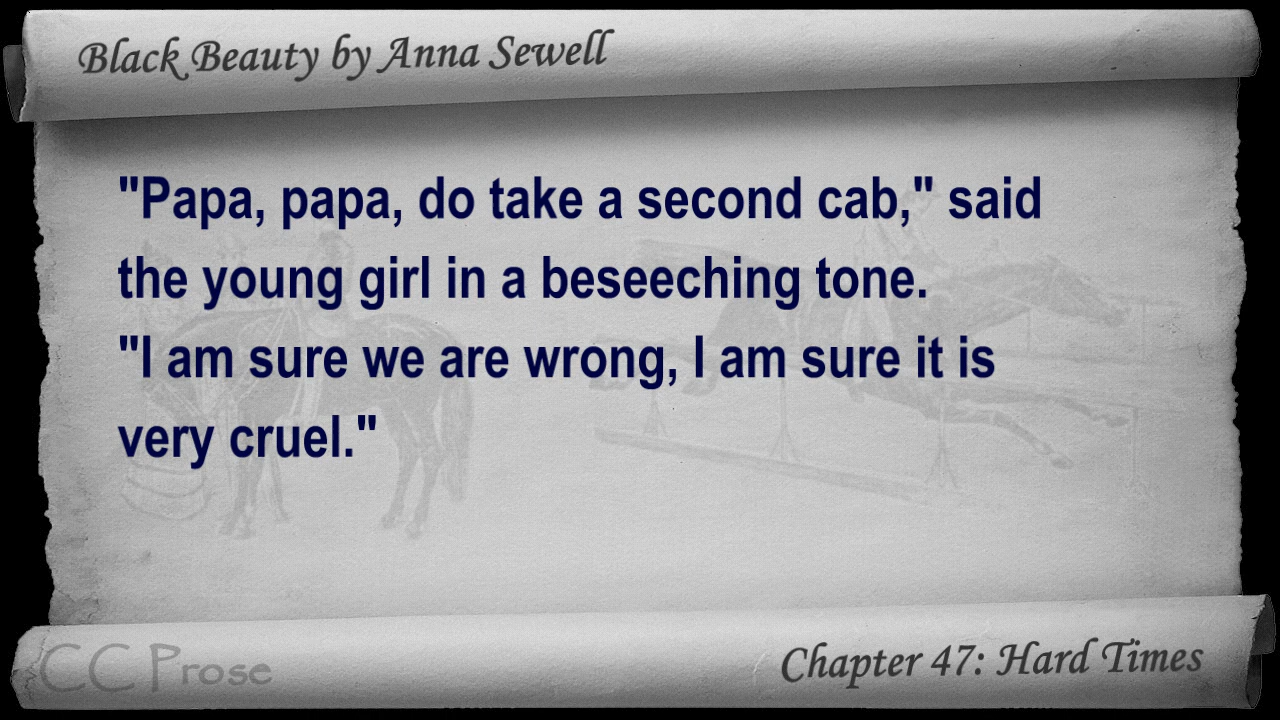 Black Beauty by Anna Sewell
"Papa, papa, do take a second cab," said
the young girl in a beseeching tone.
"I am sure we are wrong, I am sure it is
very cruel."
CC Prose
Chapter 47: Hard Times